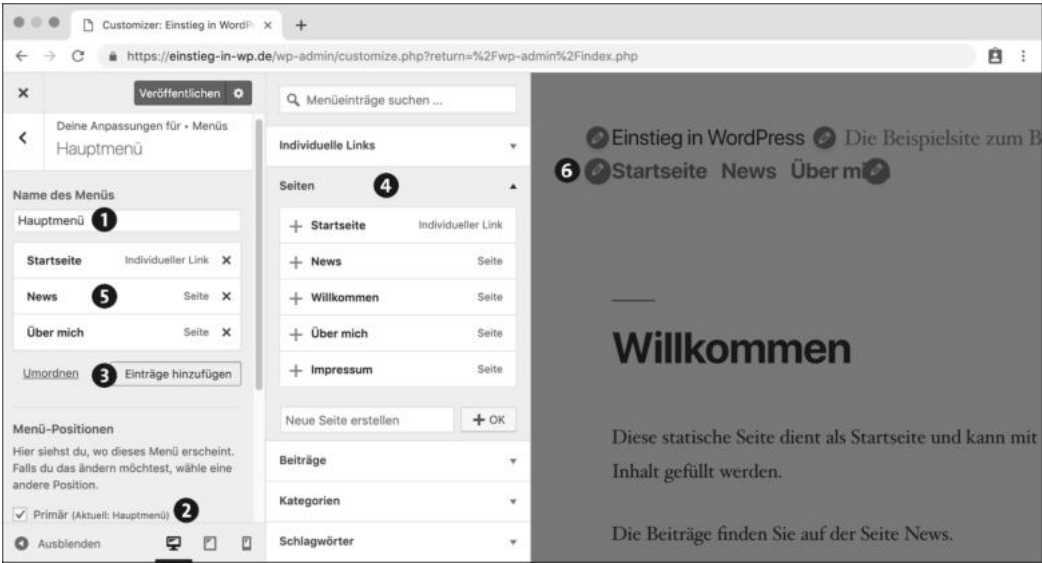 Customizer: Einstieg in WordP
https://einstieg-in-wp.de/wp-admin/customize.php?return=%2Fwp-admin%2Findex.php
Veröffentlichen
Deine Anpassungen für • Menüs
Hauptmenü
Name des Menüs
Hauptmenü 1
Startseite Individueller Link
News 5 Seite
Über mich Seite
Umordnen 3 Einträge hinzufügen
Menü-Positionen
Hier siehst du, wo dieses Menü erscheint.
Falls du das ändern möchtest, wähle eine
andere Position.
Primär (Aktuell: Hauptmenü) 2
Ausblenden
Menüeinträge suchen ...
Individuelle Links
Seiten 4
Startseite Individueller Link
News Seite
Willkommen Seite
Über mich Seite
Impressum Seite
Neue Seite erstellen + OK
Beiträge
Kategorien
Schlagwörter
Einstieg in WordPress Die Beispielsite zum B
6 Startseite News Über mi
Willkommen
Diese statische Seite dient als Startseite und kann mit
Inhalt gefüllt werden.
Die Beiträge finden Sie auf der Seite News.